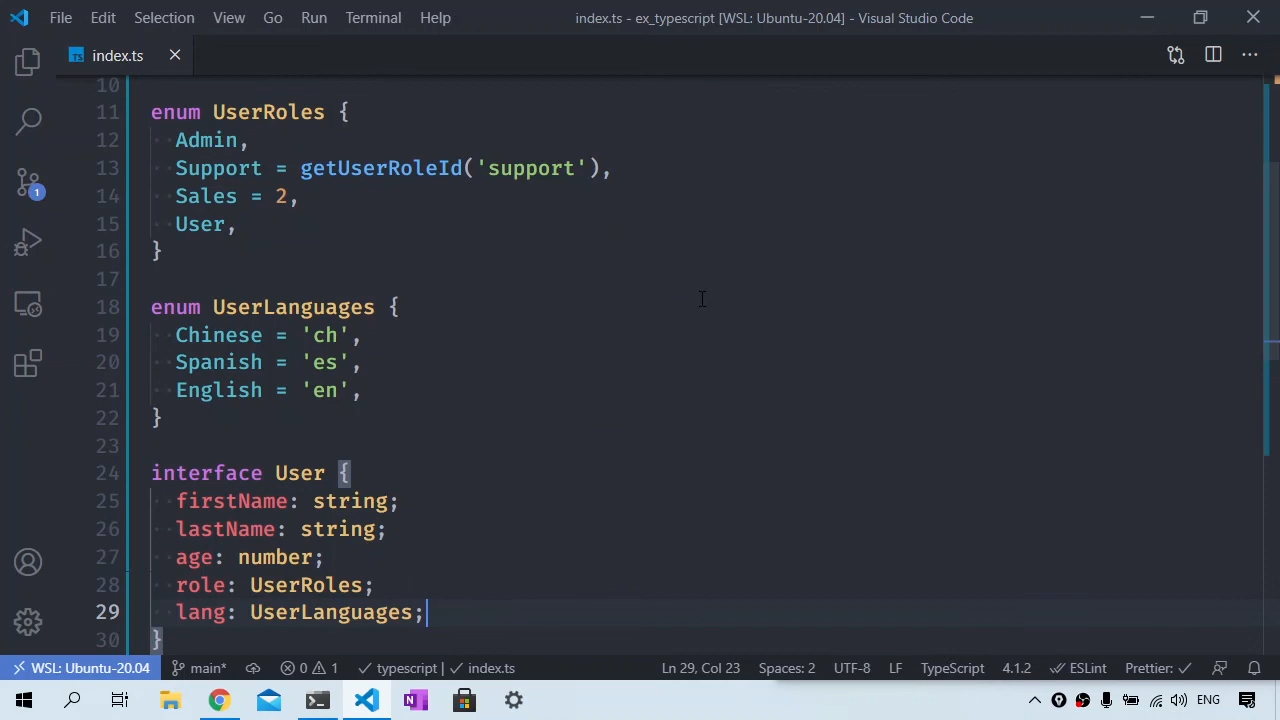 File Edit Selection View Go Run Terminal Help index.ts - ex_typescript [WSL: Ubuntu-20.04] - Visual Studio Code
TS index.ts
10
11 enum UserRoles {
12 Admin,
13 Support = getUserRoleId('support'),
14 Sales = 2,
15 User,
16 }
17
18 enum UserLanguages {
19 Chinese = 'ch',
20 Spanish = 'es',
21 English = 'en',
22 }
23
24 interface User {
25 firstName: string;
26 lastName: string;
27 age: number;
28 role: UserRoles;
29 lang: UserLanguages;
30 }
1
WSL: Ubuntu-20.04 main* 0 1 typescript | index.ts Ln 29, Col 23 Spaces: 2 UTF-8 LF TypeScript 4.1.2 ESLint Prettier:
N ENG